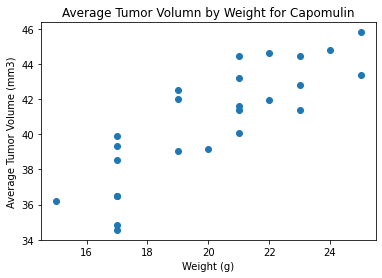 Average Tumor Volumn by Weight for Capomulin
46
44
42
40
38
36
34
Average Tumor Volume (mm3)
16 18 20 22 24
Weight (g)